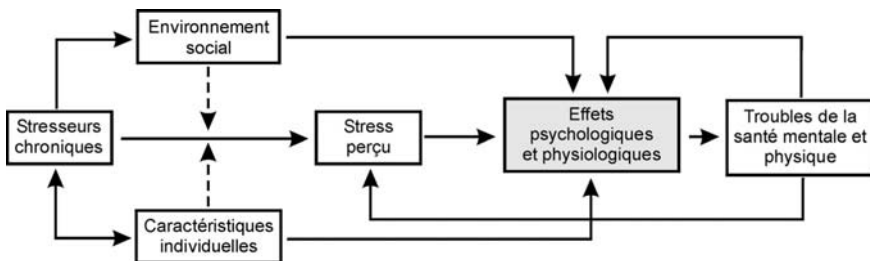 Environnement
social
Stresseurs
chroniques
Stress
perçu
Effets
psychologiques
et physiologiques
Troubles de la
santé mentale et
physique
Caractéristiques
individuelles